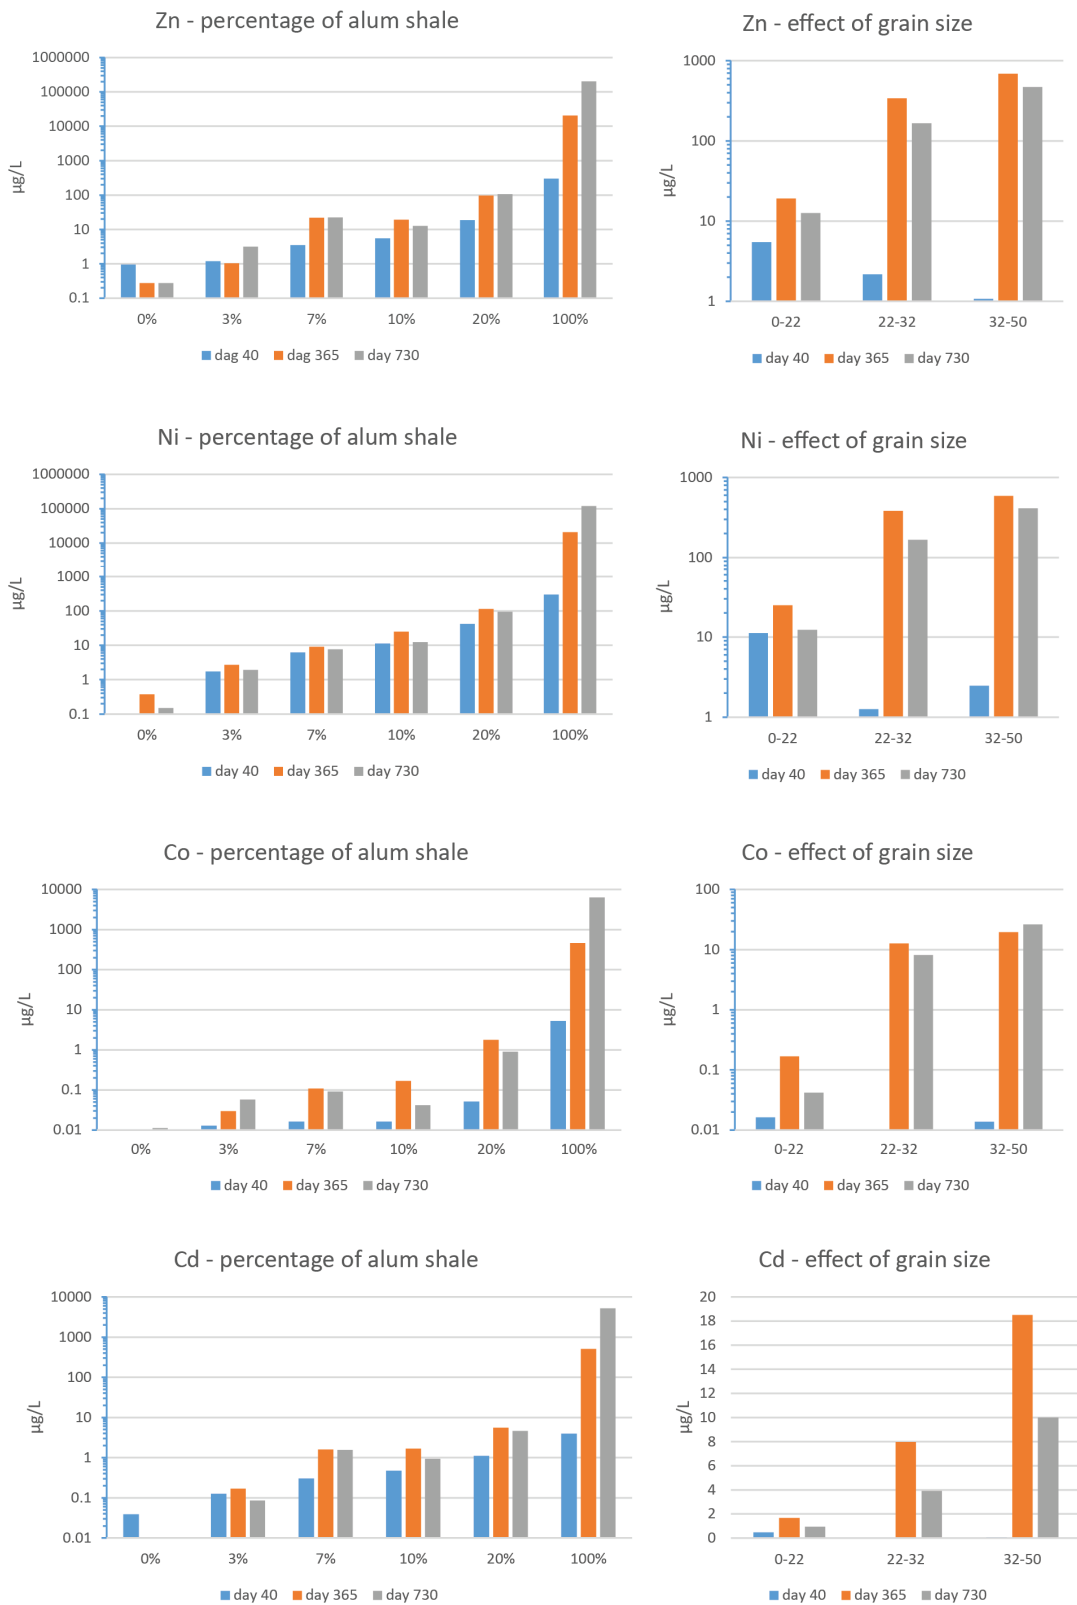 Zn - percentage of alum shale
1000000
100000
10000
1000
100
10
1
0.1
µg/L
0% 3% 7% 10% 20% 100%
dag 40 dag 365 day 730
Zn - effect of grain size
1000
100
10
1
µg/L
0-22 22-32 32-50
day 40 day 365 day 730
Ni - percentage of alum shale
1000000
100000
10000
1000
100
10
1
0.1
µg/L
0% 3% 7% 10% 20% 100%
day 40 day 365 day 730
Ni - effect of grain size
1000
100
10
1
µg/L
0-22 22-32 32-50
day 40 day 365 day 730
Co - percentage of alum shale
10000
1000
100
10
1
0.1
0.01
µg/L
0% 3% 7% 10% 20% 100%
day 40 day 365 day 730
Co - effect of grain size
100
10
1
0.1
0.01
µg/L
0-22 22-32 32-50
day 40 day 365 day 730
Cd - percentage of alum shale
10000
1000
100
10
1
0.1
0.01
µg/L
0% 3% 7% 10% 20% 100%
day 40 day 365 day 730
Cd - effect of grain size
20
18
16
14
12
10
8
6
4
2
0
µg/L
0-22 22-32 32-50
day 40 day 365 day 730